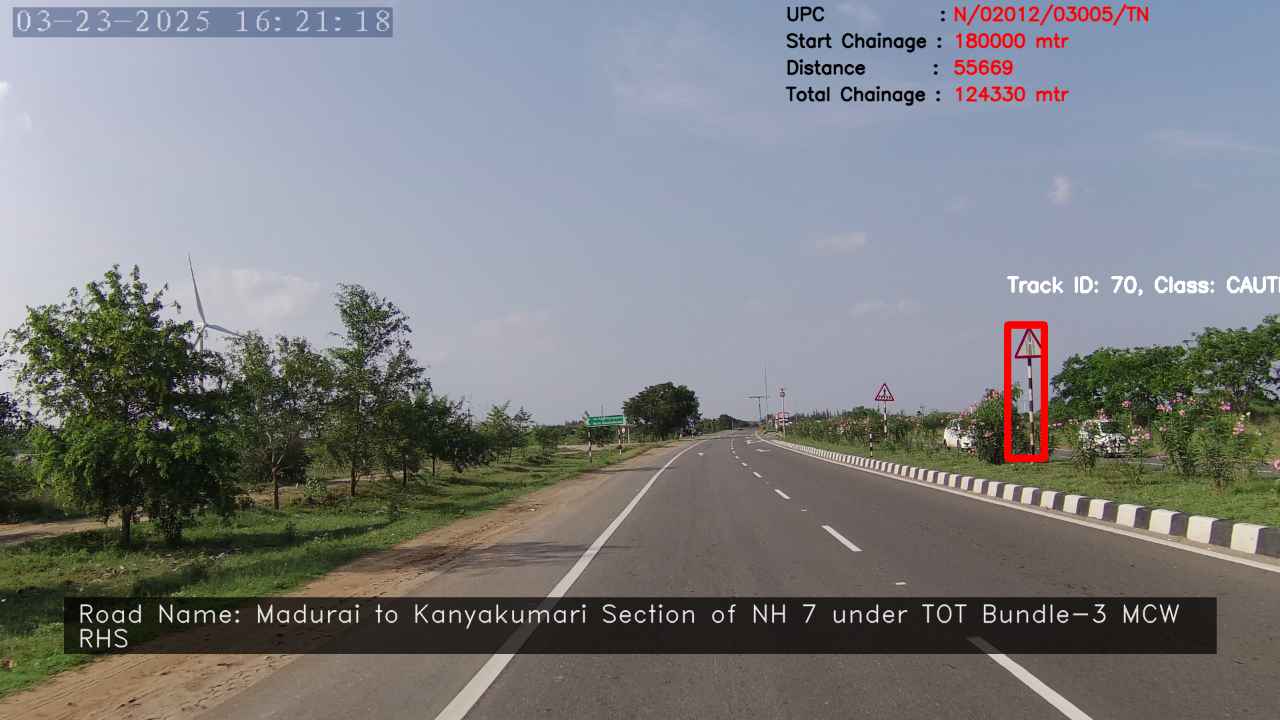 03-23-2025 16:21:18
UPC : N/02012/03005/TN
Start Chainage : 180000 mtr
Distance : 55669
Total Chainage : 124330 mtr
Track ID: 70, Class: CAUTI
Road Name: Madurai to Kanyakumari Section of NH 7 under TOT Bundle-3 MCW
RHS